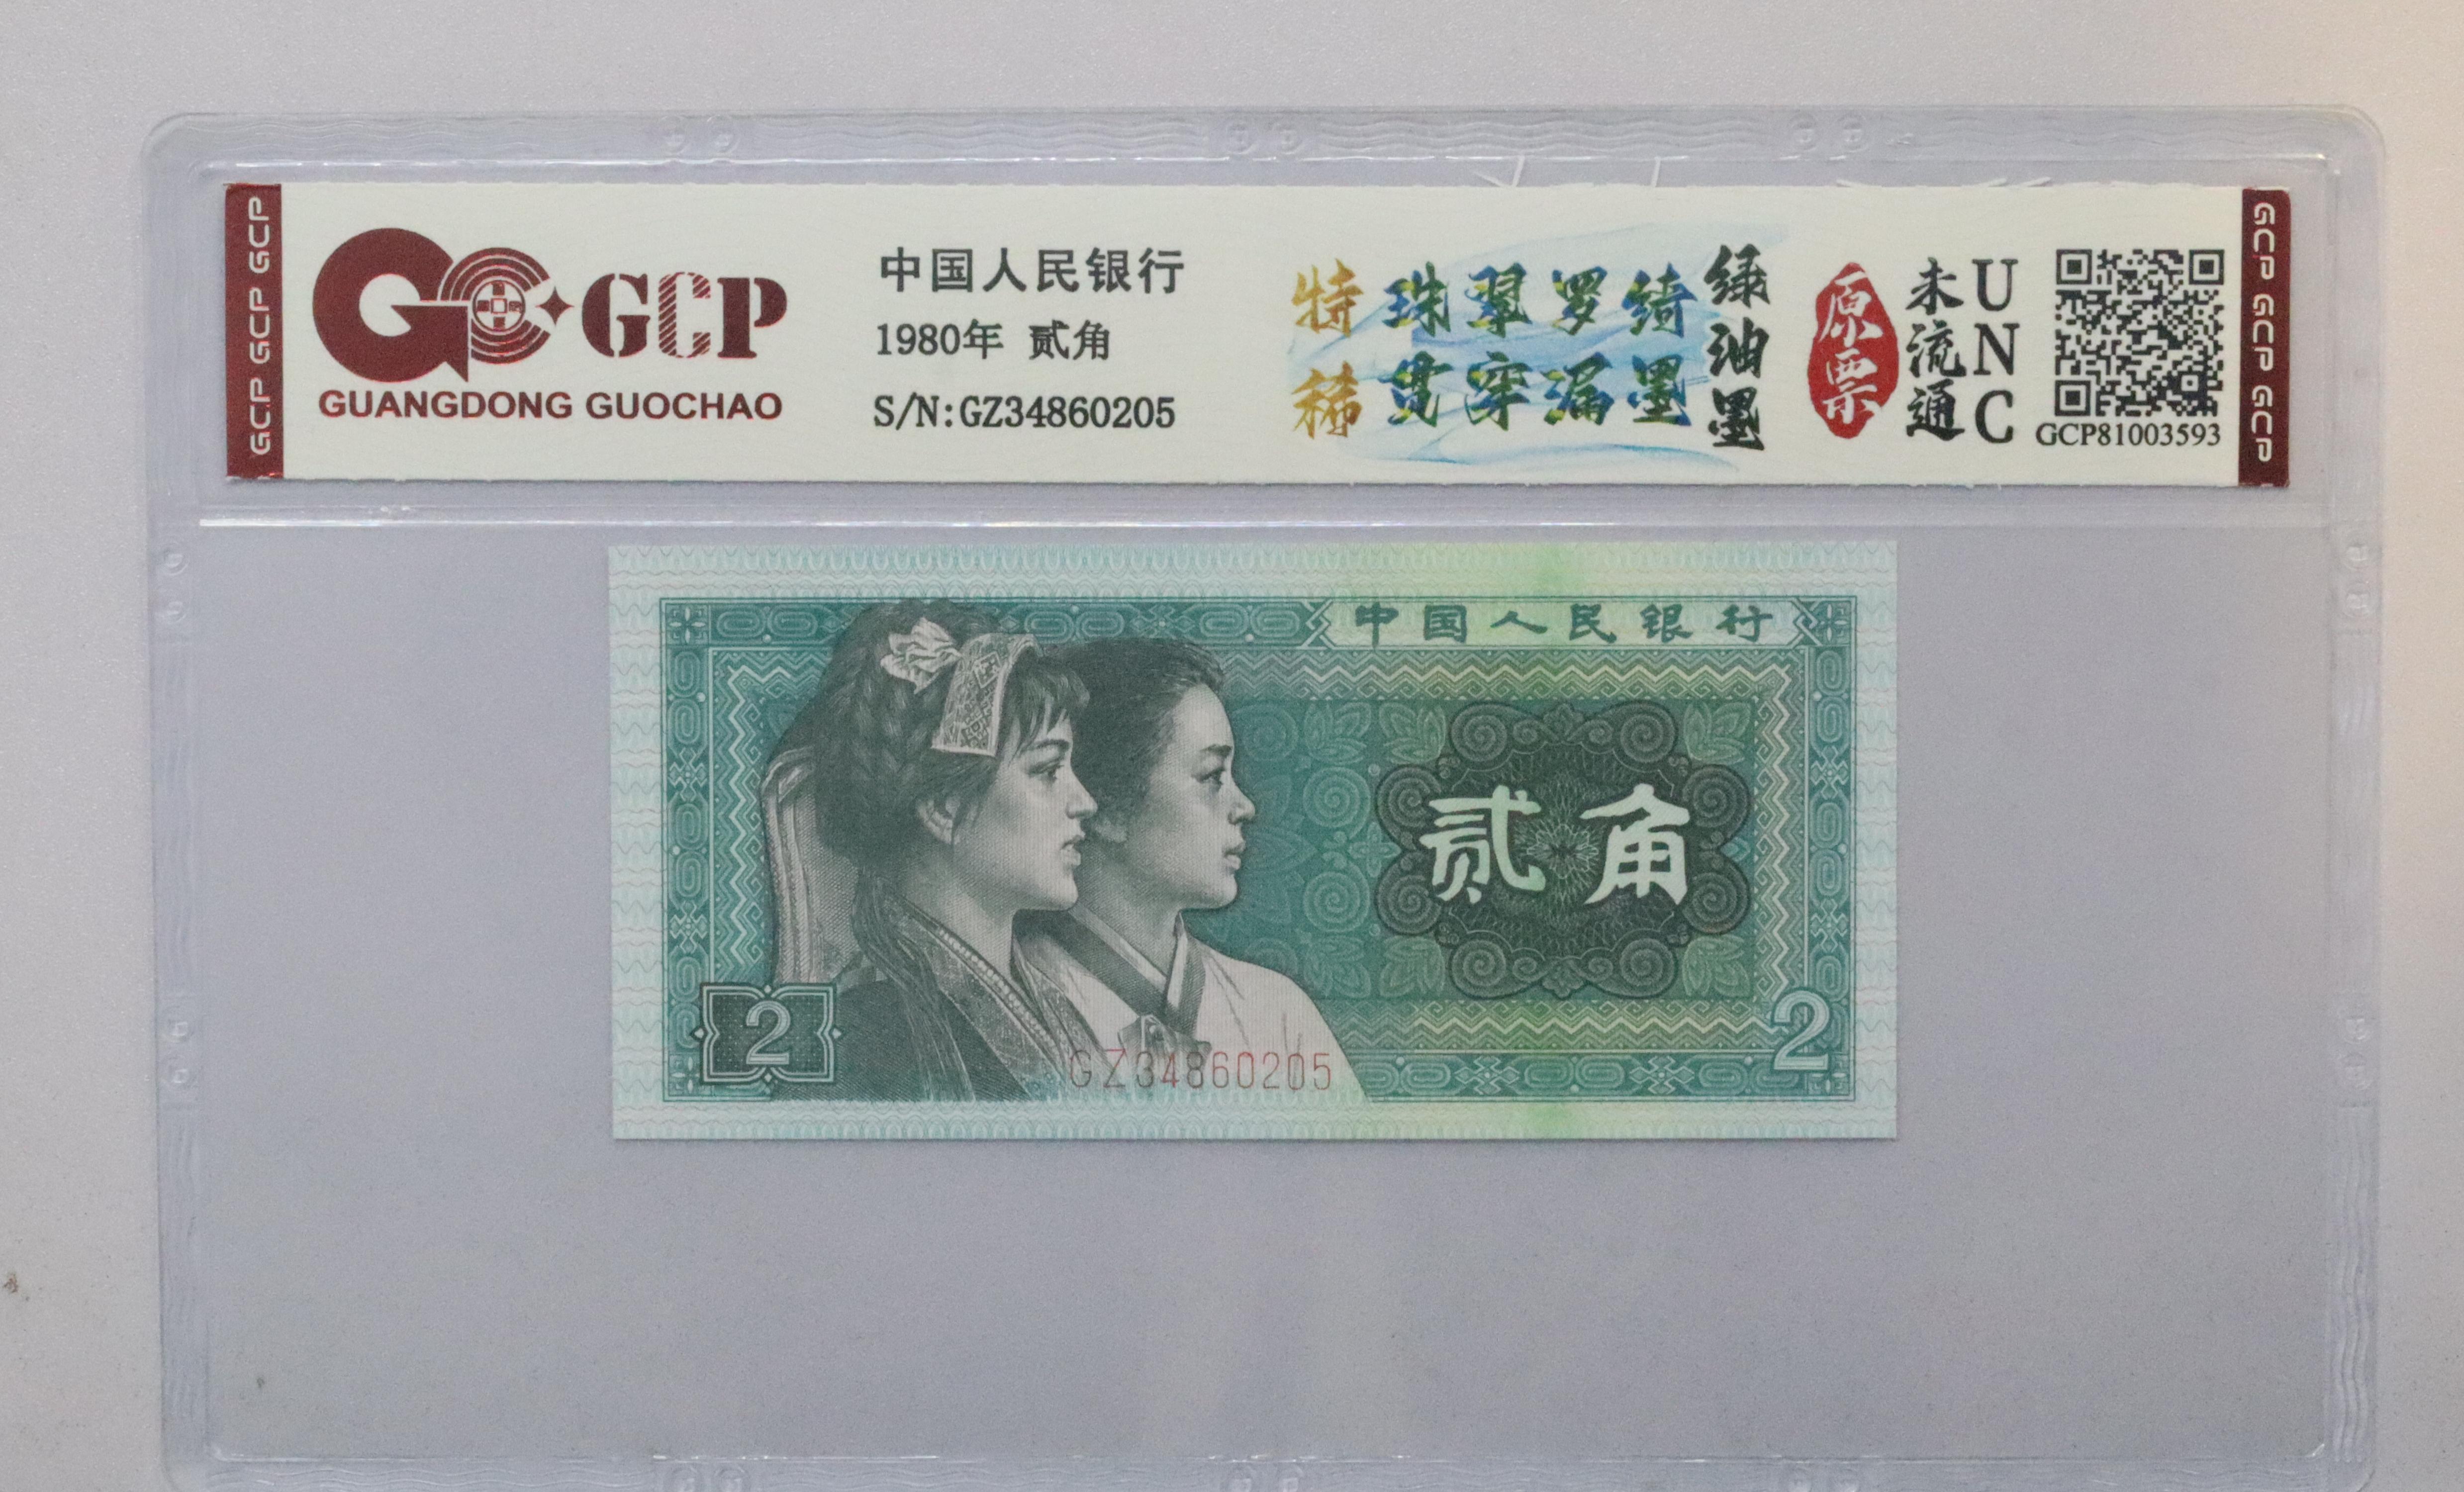 GCP GCP GCP
GCP
GUANGDONG GUOCHAO
中国人民银行
1980年 贰角
S/N:GZ34860205
特稀
珠翠罗绮
贯穿漏墨
绿油墨
原票
未流通
UNC
GCP81003593
GCP GCP GCP
中国人民银行
贰角
2
GZ34860205
2